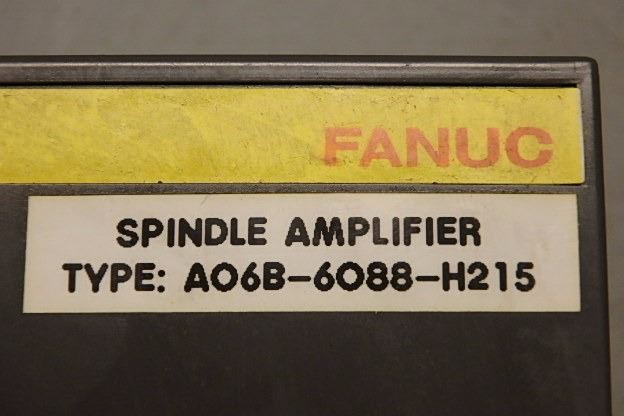 FANUC
SPINDLE AMPLIFIER
TYPE: A06B-6088-H215